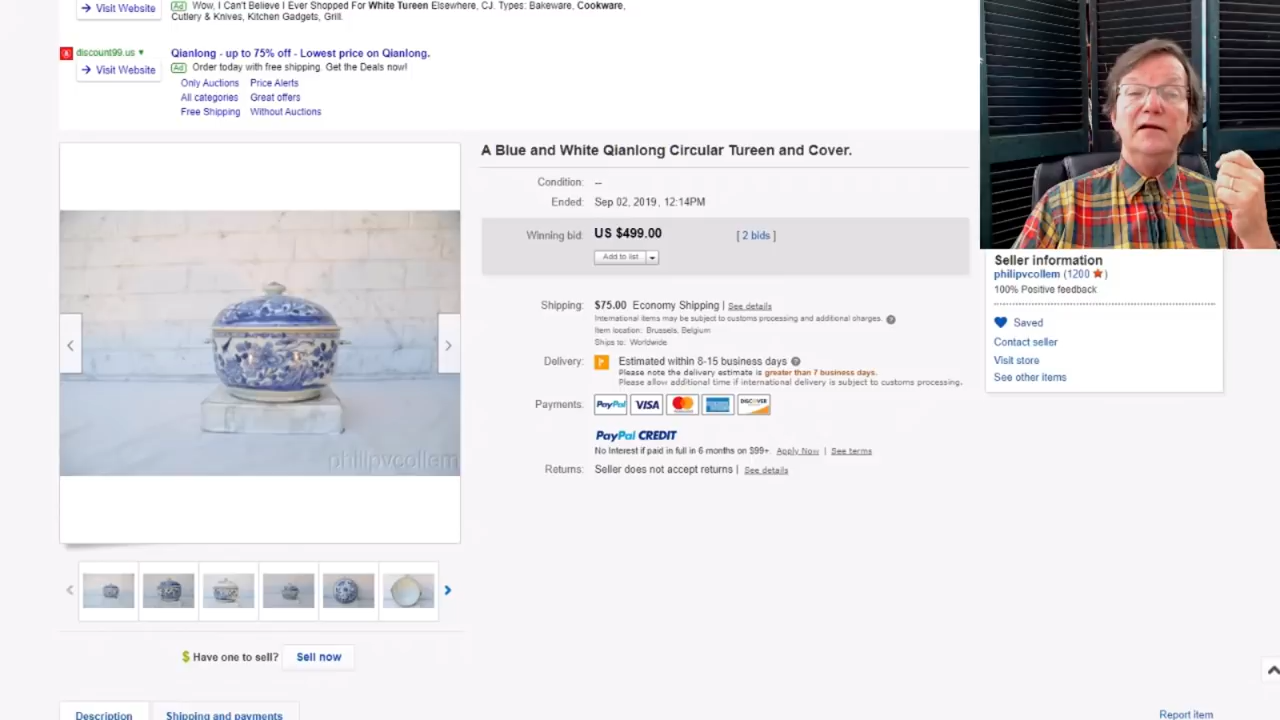 Visit Website
Ad Wow, I Can't Believe I Ever Shopped For White Tureen Elsewhere, CJ. Types: Bakeware, Cookware,
Cutlery & Knives, Kitchen Gadgets, Grill.
discount99.us
Qianlong - up to 75% off - Lowest price on Qianlong.
Visit Website
Ad Order today with free shipping. Get the Deals now!
Only Auctions Price Alerts
All categories Great offers
Free Shipping Without Auctions
A Blue and White Qianlong Circular Tureen and Cover.
Condition: --
Ended: Sep 02, 2019 , 12:14PM
Winning bid: US $499.00 [ 2 bids ]
Add to list
Shipping: $75.00 Economy Shipping | See details
International items may be subject to customs processing and additional charges.
Item location: Brussels, Belgium
Ships to: Worldwide
Delivery: Estimated within 8-15 business days
Please note the delivery estimate is greater than 7 business days.
Please allow additional time if international delivery is subject to customs processing.
Payments: PayPal VISA MasterCard DISCOVER
PayPal CREDIT
No Interest if paid in full in 6 months on $99+. Apply Now | See terms
Returns: Seller does not accept returns | See details
Seller information
philipvcollem (1200 )
100% Positive feedback
Saved
Contact seller
Visit store
See other items
philipvcollem
$ Have one to sell? Sell now
Description Shipping and payments
Report item